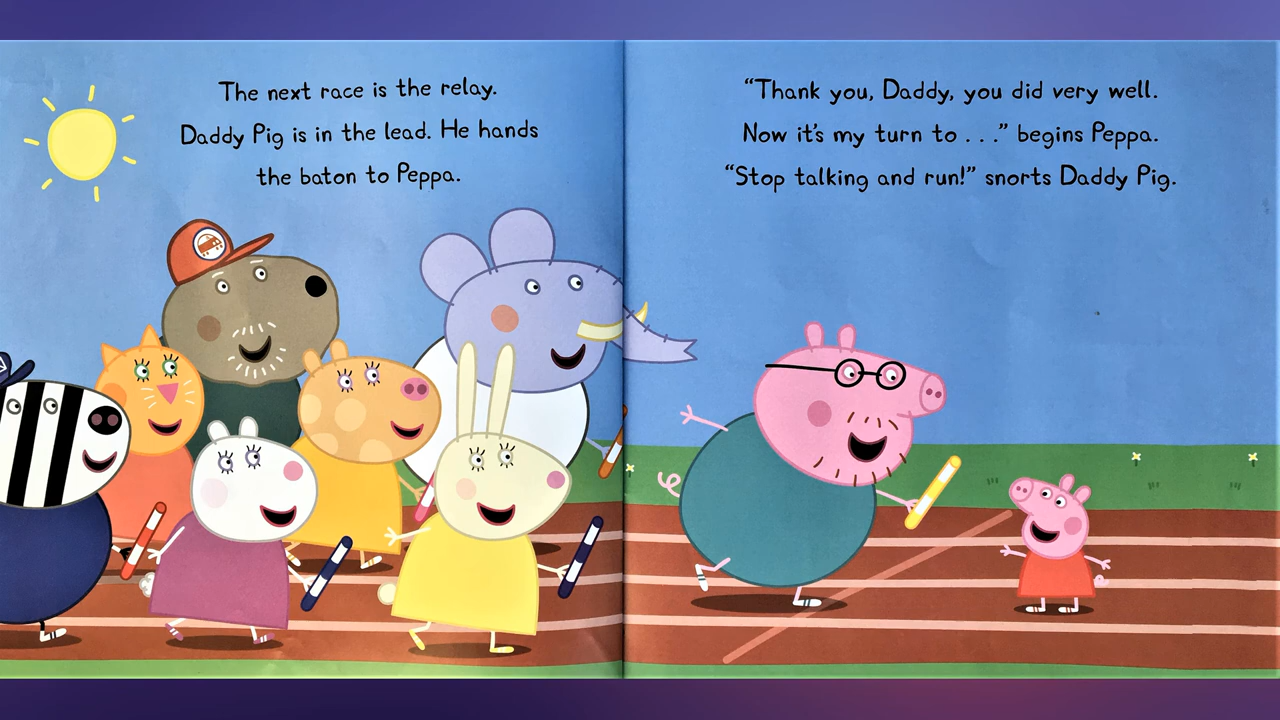 The next race is the relay.
Daddy Pig is in the lead. He hands
the baton to Peppa.
“Thank you, Daddy, you did very well.
Now it’s my turn to . . .” begins Peppa.
“Stop talking and run!” snorts Daddy Pig.